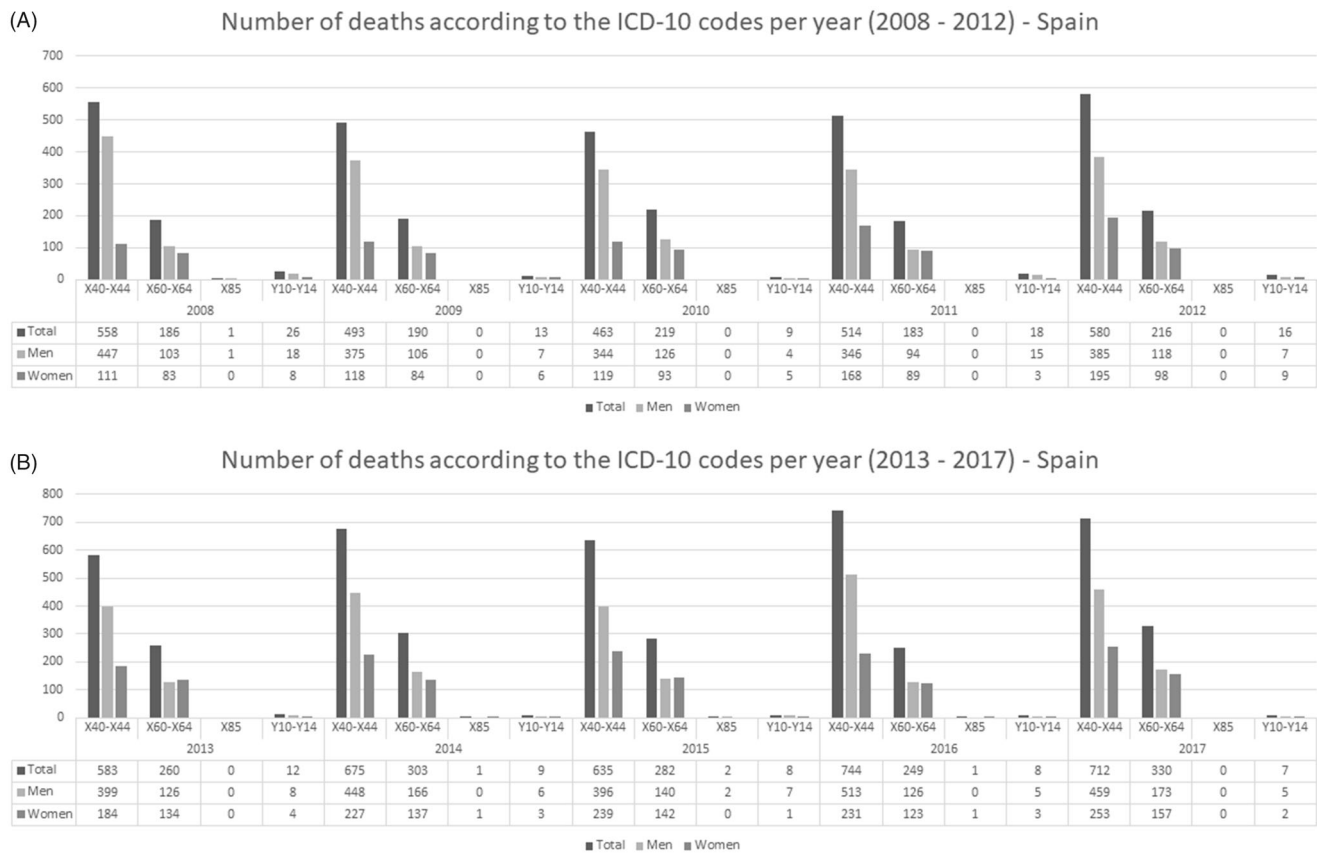 (A)
Number of deaths according to the ICD-10 codes per year (2008 - 2012) - Spain
700
600
500
400
300
200
100
0
X40-X44 X60-X64 X85 Y10-Y14 X40-X44 X60-X64 X85 Y10-Y14 X40-X44 X60-X64 X85 Y10-Y14 X40-X44 X60-X64 X85 Y10-Y14 X40-X44 X60-X64 X85 Y10-Y14
2008 2009 2010 2011 2012
Total 558 186 1 26 493 190 0 13 463 219 0 9 514 183 0 18 580 216 0 16
Men 447 103 1 18 375 106 0 7 344 126 0 4 346 94 0 15 385 118 0 7
Women 111 83 0 8 118 84 0 6 119 93 0 5 168 89 0 3 195 98 0 9
Total Men Women
(B)
Number of deaths according to the ICD-10 codes per year (2013 - 2017) - Spain
800
700
600
500
400
300
200
100
0
X40-X44 X60-X64 X85 Y10-Y14 X40-X44 X60-X64 X85 Y10-Y14 X40-X44 X60-X64 X85 Y10-Y14 X40-X44 X60-X64 X85 Y10-Y14 X40-X44 X60-X64 X85 Y10-Y14
2013 2014 2015 2016 2017
Total 583 260 0 12 675 303 1 9 635 282 2 8 744 249 1 8 712 330 0 7
Men 399 126 0 8 448 166 0 6 396 140 2 7 513 126 0 5 459 173 0 5
Women 184 134 0 4 227 137 1 3 239 142 0 1 231 123 1 3 253 157 0 2
Total Men Women